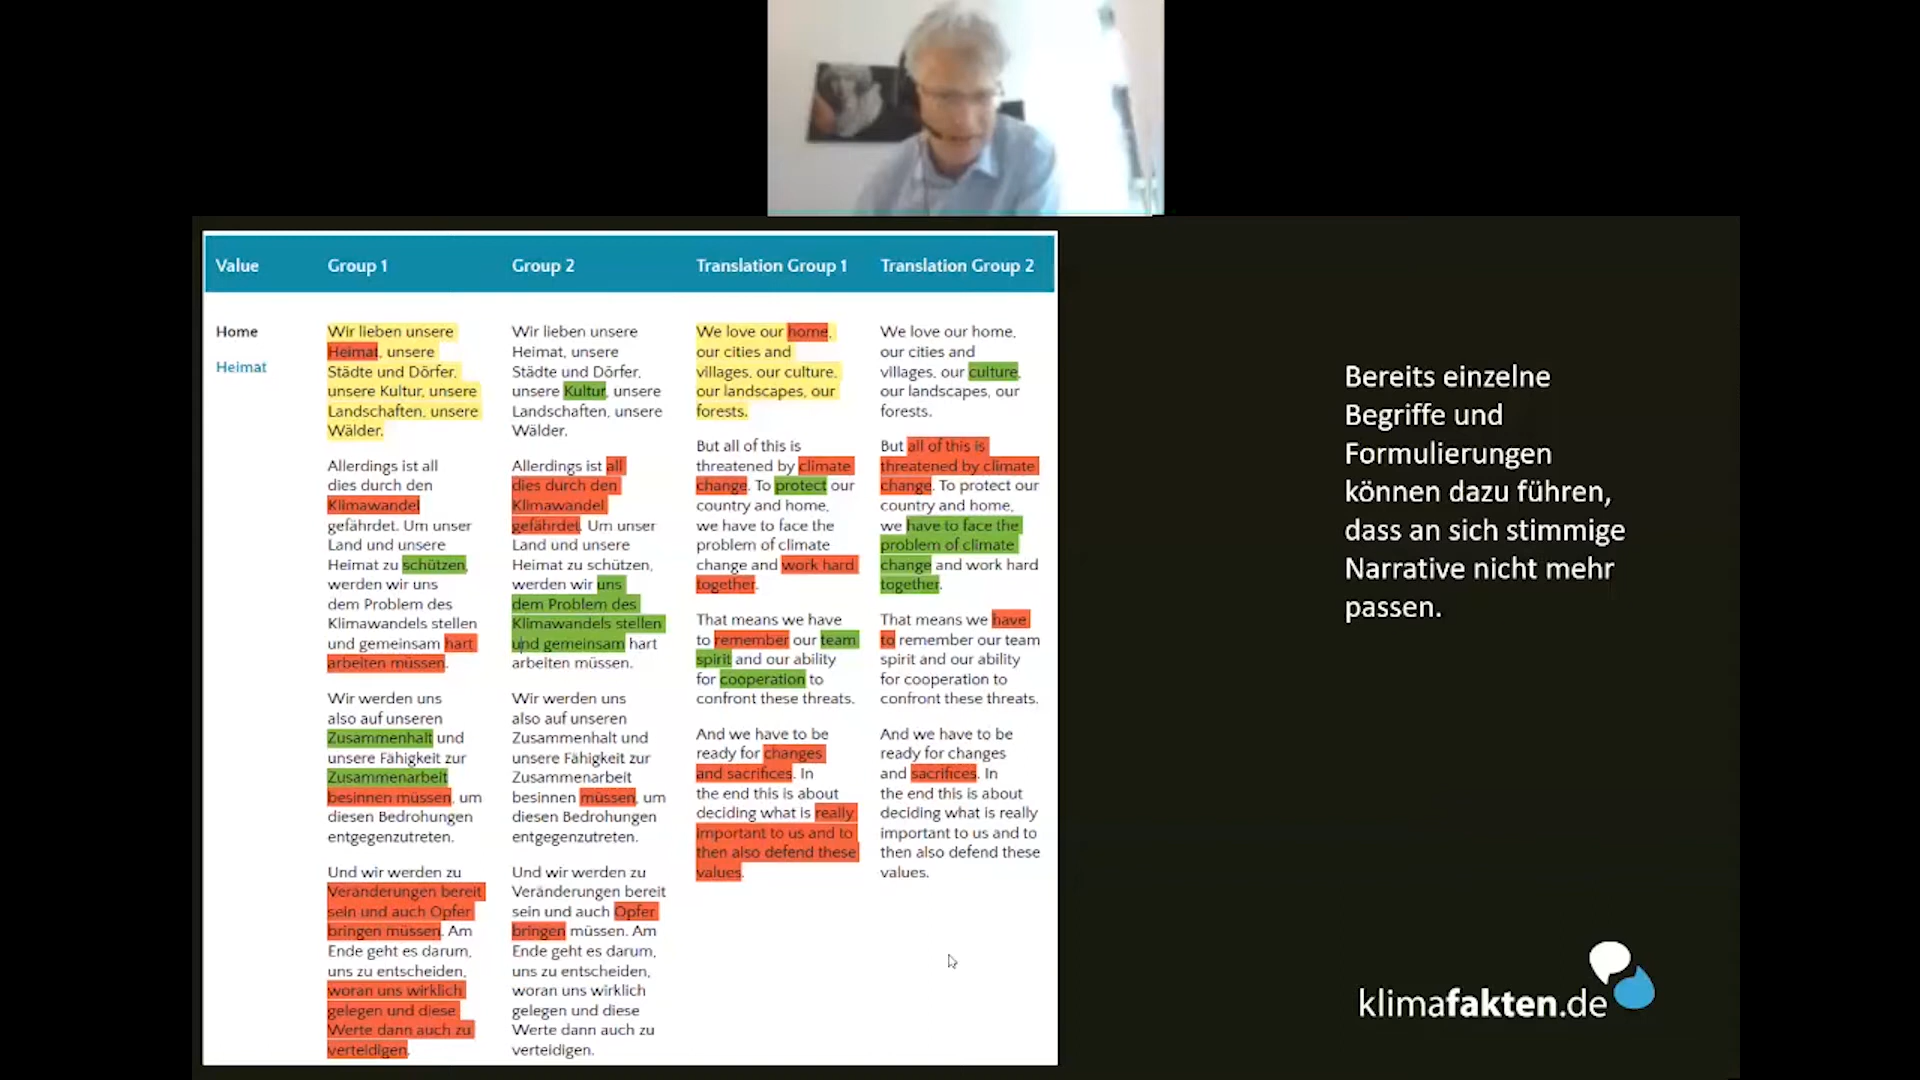 Value
Group 1
Group 2
Translation Group 1
Translation Group 2
Home
Heimat
Wir lieben unsere
Heimat, unsere
Städte und Dörfer,
unsere Kultur, unsere
Landschaften, unsere
Wälder.
Allerdings ist all
dies durch den
Klimawandel
gefährdet. Um unser
Land und unsere
Heimat zu schützen,
werden wir uns
dem Problem des
Klimawandels stellen
und gemeinsam hart
arbeiten müssen.
Wir werden uns
also auf unseren
Zusammenhalt und
unsere Fähigkeit zur
Zusammenarbeit
besinnen müssen, um
diesen Bedrohungen
entgegenzutreten.
Und wir werden zu
Veränderungen bereit
sein und auch Opfer
bringen müssen. Am
Ende geht es darum,
uns zu entscheiden,
woran uns wirklich
gelegen und diese
Werte dann auch zu
verteidigen.
Wir lieben unsere
Heimat, unsere
Städte und Dörfer,
unsere Kultur, unsere
Landschaften, unsere
Wälder.
Allerdings ist all
dies durch den
Klimawandel
gefährdet. Um unser
Land und unsere
Heimat zu schützen,
werden wir uns
dem Problem des
Klimawandels stellen
und gemeinsam hart
arbeiten müssen.
Wir werden uns
also auf unseren
Zusammenhalt und
unsere Fähigkeit zur
Zusammenarbeit
besinnen müssen, um
diesen Bedrohungen
entgegenzutreten.
Und wir werden zu
Veränderungen bereit
sein und auch Opfer
bringen müssen. Am
Ende geht es darum,
uns zu entscheiden,
woran uns wirklich
gelegen und diese
Werte dann auch zu
verteidigen.
We love our home,
our cities and
villages, our culture,
our landscapes, our
forests.
But all of this is
threatened by climate
change. To protect our
country and home,
we have to face the
problem of climate
change and work hard
together.
That means we have
to remember our team
spirit and our ability
for cooperation to
confront these threats.
And we have to be
ready for changes
and sacrifices. In
the end this is about
deciding what is really
important to us and to
then also defend these
values.
We love our home,
our cities and
villages, our culture,
our landscapes, our
forests.
But all of this is
threatened by climate
change. To protect our
country and home,
we have to face the
problem of climate
change and work hard
together.
That means we have
to remember our team
spirit and our ability
for cooperation to
confront these threats.
And we have to be
ready for changes
and sacrifices. In
the end this is about
deciding what is really
important to us and to
then also defend these
values.
Bereits einzelne
Begriffe und
Formulierungen
können dazu führen,
dass an sich stimmige
Narrative nicht mehr
passen.
klimafakten.de